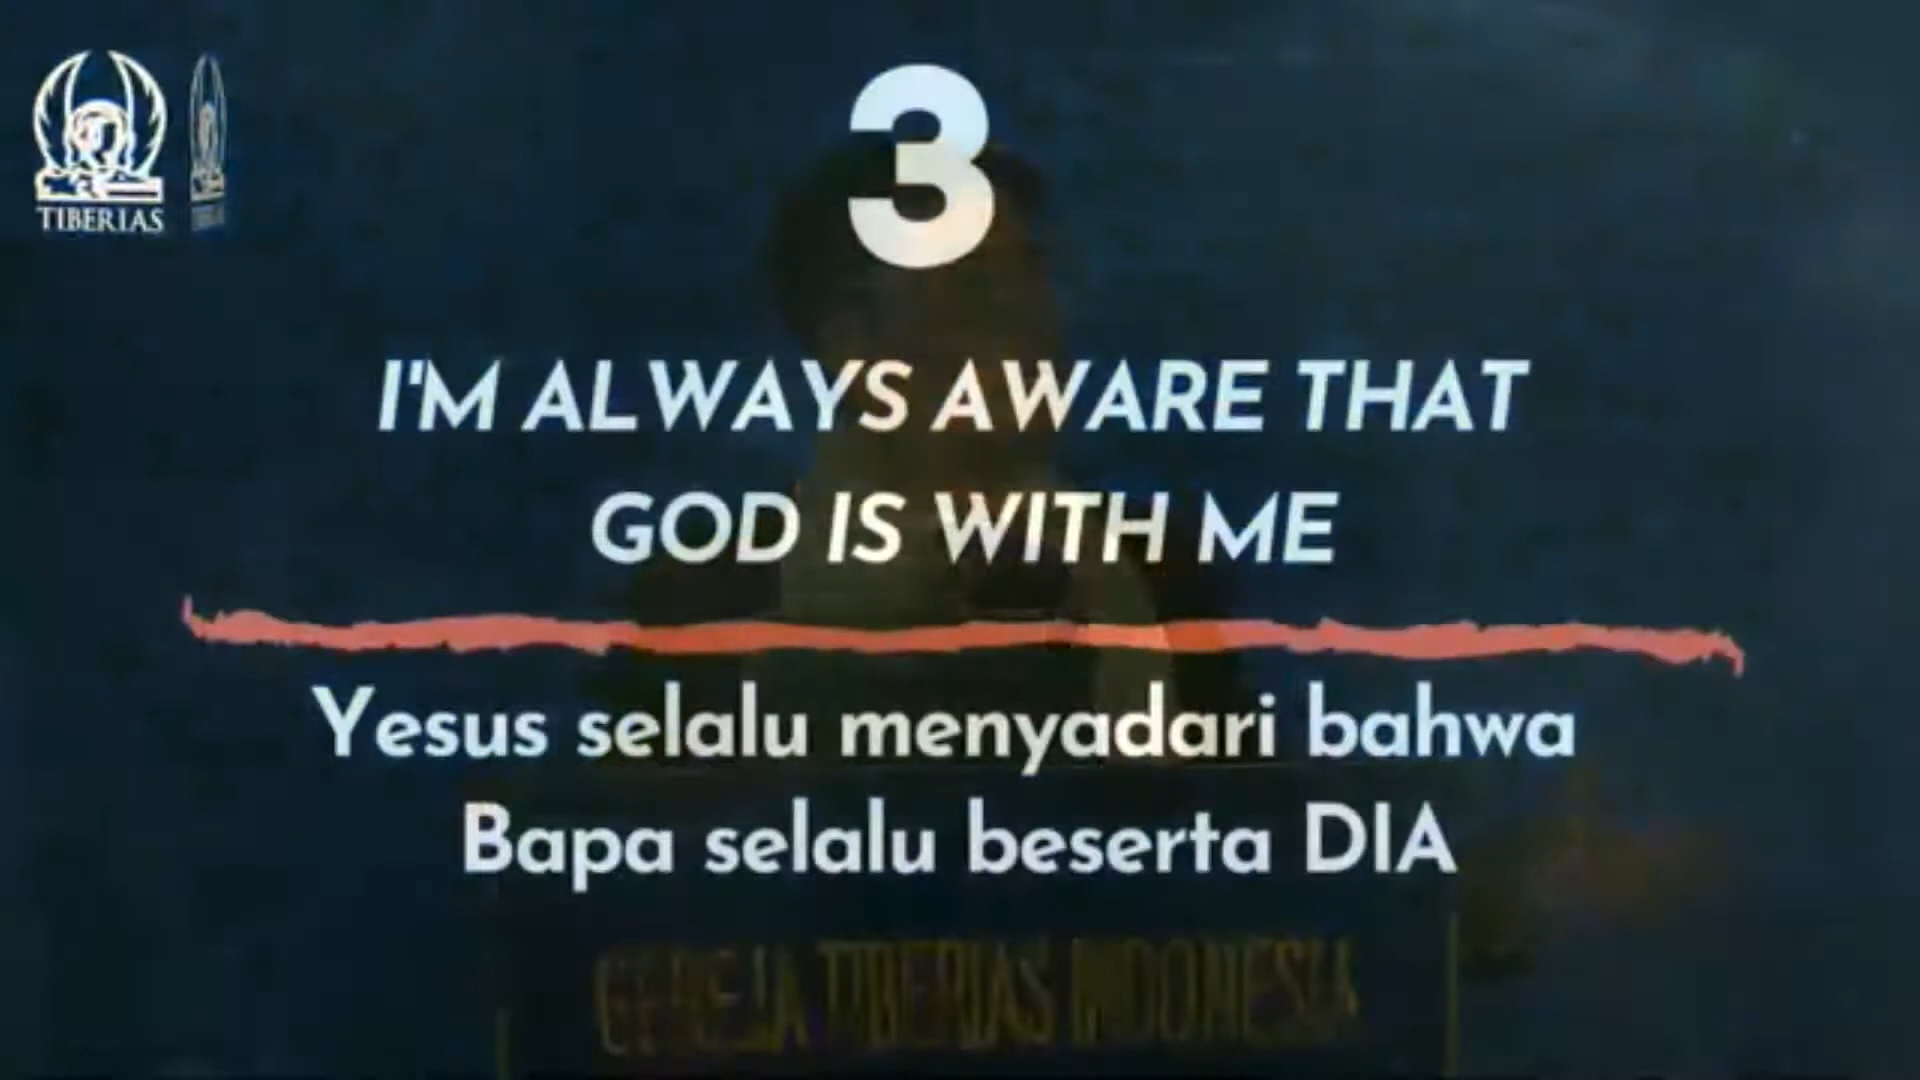 TIBERIAS
3
I'M ALWAYS AWARE THAT
GOD IS WITH ME
Yesus selalu menyadari bahwa
Bapa selalu beserta DIA
GEREJA TIBERIAS INDONESIA